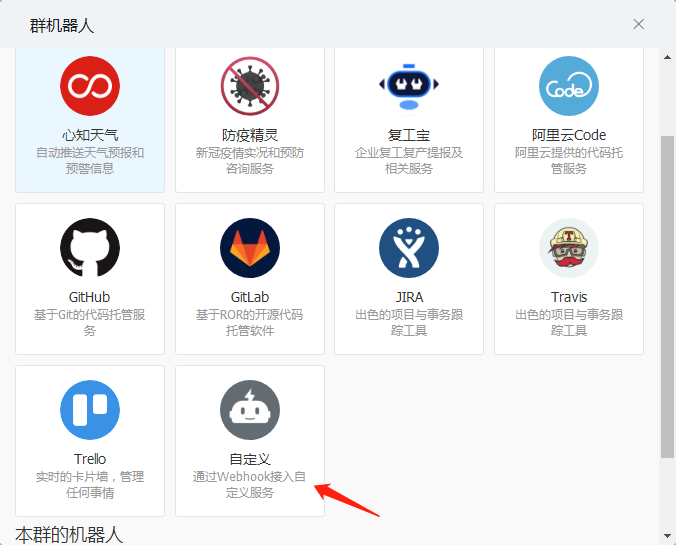 群机器人
心知天气
自动推送天气预报和
预警信息
防疫精灵
新冠疫情实况和预防
咨询服务
复工宝
企业复工复产提报及
相关服务
Code
阿里云Code
阿里云提供的代码托
管服务
GitHub
基于Git的代码托管服
务
GitLab
基于ROR的开源代码
托管软件
JIRA
出色的项目与事务跟
踪工具
T
Travis
出色的项目与事务跟
踪工具
Trello
实时的卡片墙，管理
任何事情
自定义
通过Webhook接入自
定义服务
本群的机器人